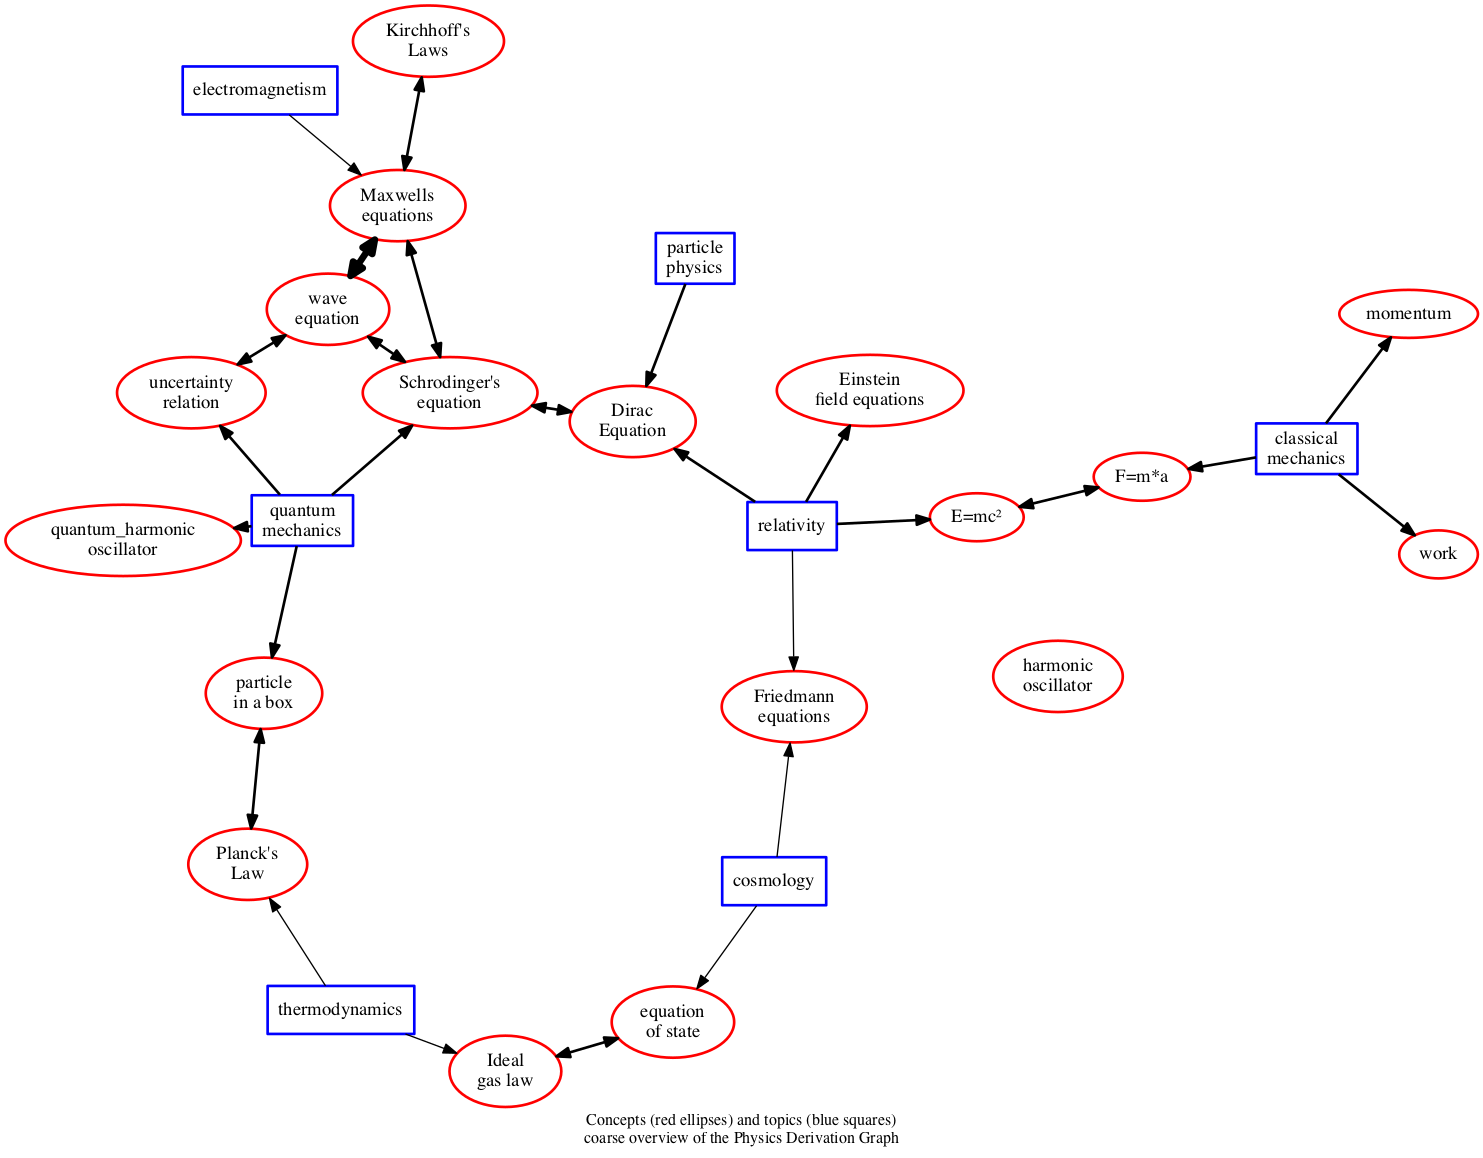 Kirchhoff's
Laws
electromagnetism
Maxwells
equations
particle
physics
wave
equation
momentum
uncertainty
relation
Schrodinger's
equation
Dirac
Equation
Einstein
field equations
classical
mechanics
F=m*a
quantum_harmonic
oscillator
quantum
mechanics
relativity
E=mc²
work
particle
in a box
Friedmann
equations
harmonic
oscillator
Planck's
Law
cosmology
thermodynamics
equation
of state
Ideal
gas law
Concepts (red ellipses) and topics (blue squares)
coarse overview of the Physics Derivation Graph